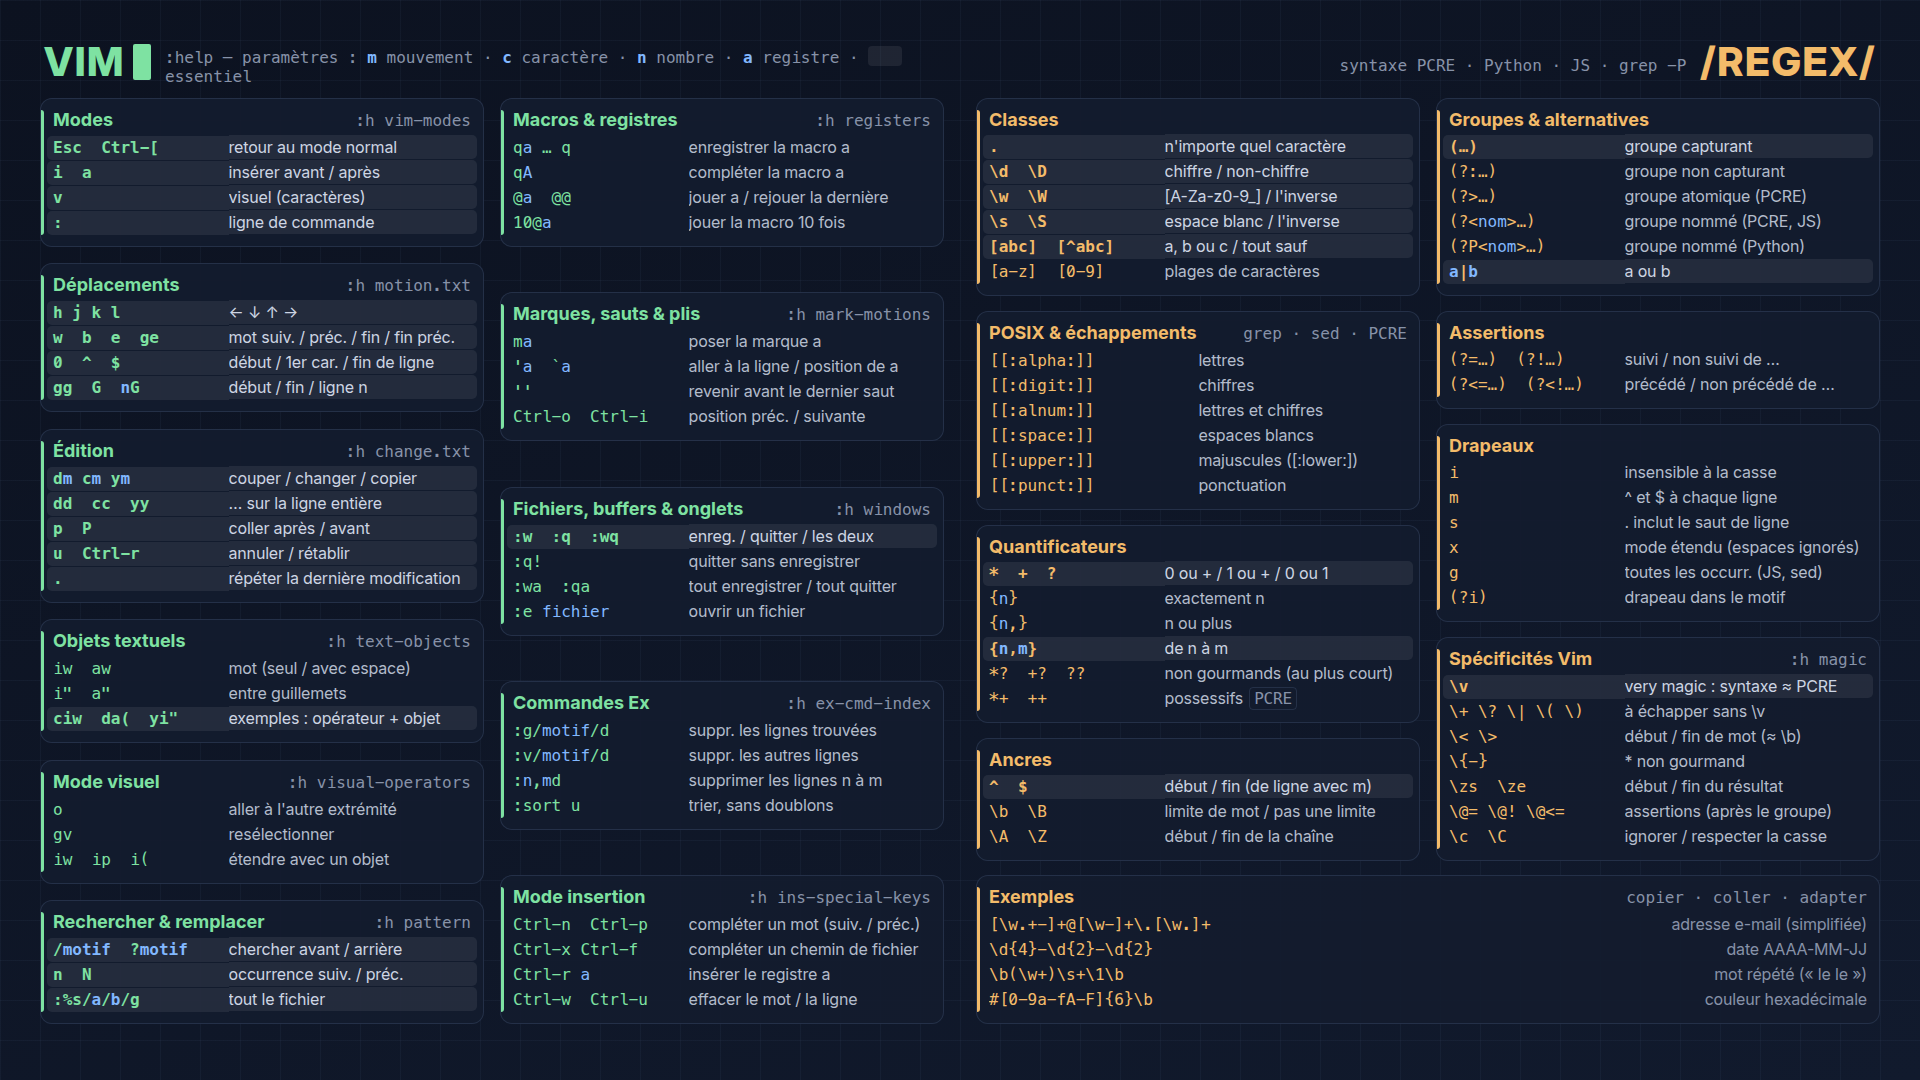 VIM
:help — paramètres : m mouvement · c caractère · n nombre · a registre ·
essentiel
Modes :h vim-modes
Esc Ctrl-[ retour au mode normal
i a insérer avant / après
v visuel (caractères)
: ligne de commande
Déplacements :h motion.txt
h j k l ← ↓ ↑ →
w b e ge mot suiv. / préc. / fin / fin préc.
0 ^ $ début / 1er car. / fin de ligne
gg G nG début / fin / ligne n
Édition :h change.txt
dm cm ym couper / changer / copier
dd cc yy … sur la ligne entière
p P coller après / avant
u Ctrl-r annuler / rétablir
. répéter la dernière modification
Objets textuels :h text-objects
iw aw mot (seul / avec espace)
i" a" entre guillemets
ciw da( yi" exemples : opérateur + objet
Mode visuel :h visual-operators
o aller à l'autre extrémité
gv resélectionner
iw ip i( étendre avec un objet
Rechercher & remplacer :h pattern
/motif ?motif chercher avant / arrière
n N occurrence suiv. / préc.
:%s/a/b/g tout le fichier
Macros & registres :h registers
qa … q enregistrer la macro a
qA compléter la macro a
@a @@ jouer a / rejouer la dernière
10@a jouer la macro 10 fois
Marques, sauts & plis :h mark-motions
ma poser la marque a
'a `a aller à la ligne / position de a
'' revenir avant le dernier saut
Ctrl-o Ctrl-i position préc. / suivante
Fichiers, buffers & onglets :h windows
:w :q :wq enreg. / quitter / les deux
:q! quitter sans enregistrer
:wa :qa tout enregistrer / tout quitter
:e fichier ouvrir un fichier
Commandes Ex :h ex-cmd-index
:g/motif/d suppr. les lignes trouvées
:v/motif/d suppr. les autres lignes
:n,md supprimer les lignes n à m
:sort u trier, sans doublons
Mode insertion :h ins-special-keys
Ctrl-n Ctrl-p compléter un mot (suiv. / préc.)
Ctrl-x Ctrl-f compléter un chemin de fichier
Ctrl-r a insérer le registre a
Ctrl-w Ctrl-u effacer le mot / la ligne
syntaxe PCRE · Python · JS · grep -P /REGEX/
Classes
. n'importe quel caractère
\d \D chiffre / non-chiffre
\w \W [A-Za-z0-9_] / l'inverse
\s \S espace blanc / l'inverse
[abc] [^abc] a, b ou c / tout sauf
[a-z] [0-9] plages de caractères
POSIX & échappements grep · sed · PCRE
[[:alpha:]] lettres
[[:digit:]] chiffres
[[:alnum:]] lettres et chiffres
[[:space:]] espaces blancs
[[:upper:]] majuscules ([:lower:])
[[:punct:]] ponctuation
Quantificateurs
* + ? 0 ou + / 1 ou + / 0 ou 1
{n} exactement n
{n,} n ou plus
{n,m} de n à m
*? +? ?? non gourmands (au plus court)
*+ ++ possessifs PCRE
Ancres
^ $ début / fin (de ligne avec m)
\b \B limite de mot / pas une limite
\A \Z début / fin de la chaîne
Groupes & alternatives
(…) groupe capturant
(?:…) groupe non capturant
(?>…) groupe atomique (PCRE)
(?<nom>…) groupe nommé (PCRE, JS)
(?P<nom>…) groupe nommé (Python)
a|b a ou b
Assertions
(?=…) (?!…) suivi / non suivi de …
(?<=…) (?<!…) précédé / non précédé de …
Drapeaux
i insensible à la casse
m ^ et $ à chaque ligne
s . inclut le saut de ligne
x mode étendu (espaces ignorés)
g toutes les occurr. (JS, sed)
(?i) drapeau dans le motif
Spécificités Vim :h magic
\v very magic : syntaxe ≈ PCRE
\+ \? \| \( \) à échapper sans \v
\< \> début / fin de mot (≈ \b)
\{-} * non gourmand
\zs \ze début / fin du résultat
\@= \@! \@<= assertions (après le groupe)
\c \C ignorer / respecter la casse
Exemples copier · coller · adapter
[\w.+-]+@[\w-]+\.[\w.]+ adresse e-mail (simplifiée)
\d{4}-\d{2}-\d{2} date AAAA-MM-JJ
\b(\w+)\s+\1\b mot répété (« le le »)
#[0-9a-fA-F]{6}\b couleur hexadécimale